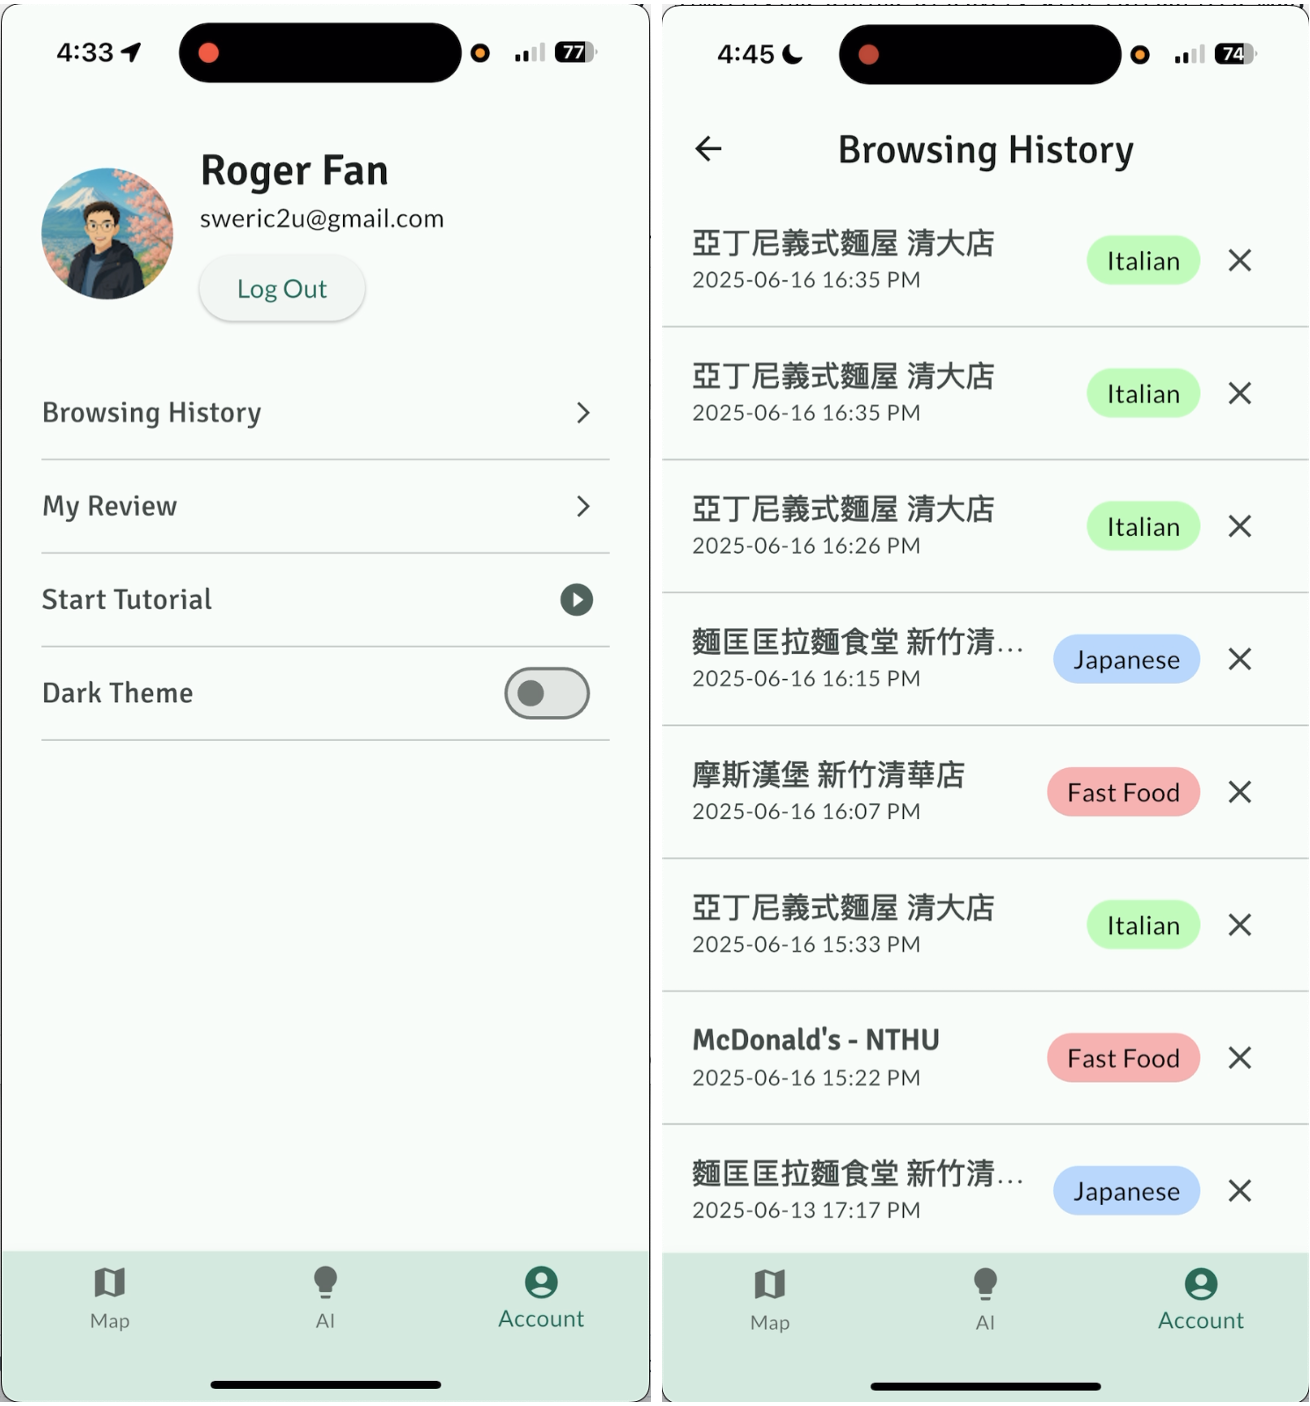 4:33
77
Roger Fan
sweric2u@gmail.com
Log Out
Browsing History
My Review
Start Tutorial
Dark Theme
Map
AI
Account
4:45
74
Browsing History
亞丁尼義式麵屋 清大店
Italian
2025-06-16 16:35 PM
亞丁尼義式麵屋 清大店
Italian
2025-06-16 16:35 PM
亞丁尼義式麵屋 清大店
Italian
2025-06-16 16:26 PM
麵匡匡拉麵食堂 新竹清...
Japanese
2025-06-16 16:15 PM
摩斯漢堡 新竹清華店
Fast Food
2025-06-16 16:07 PM
亞丁尼義式麵屋 清大店
Italian
2025-06-16 15:33 PM
McDonald's - NTHU
Fast Food
2025-06-16 15:22 PM
麵匡匡拉麵食堂 新竹清...
Japanese
2025-06-13 17:17 PM
Map
AI
Account